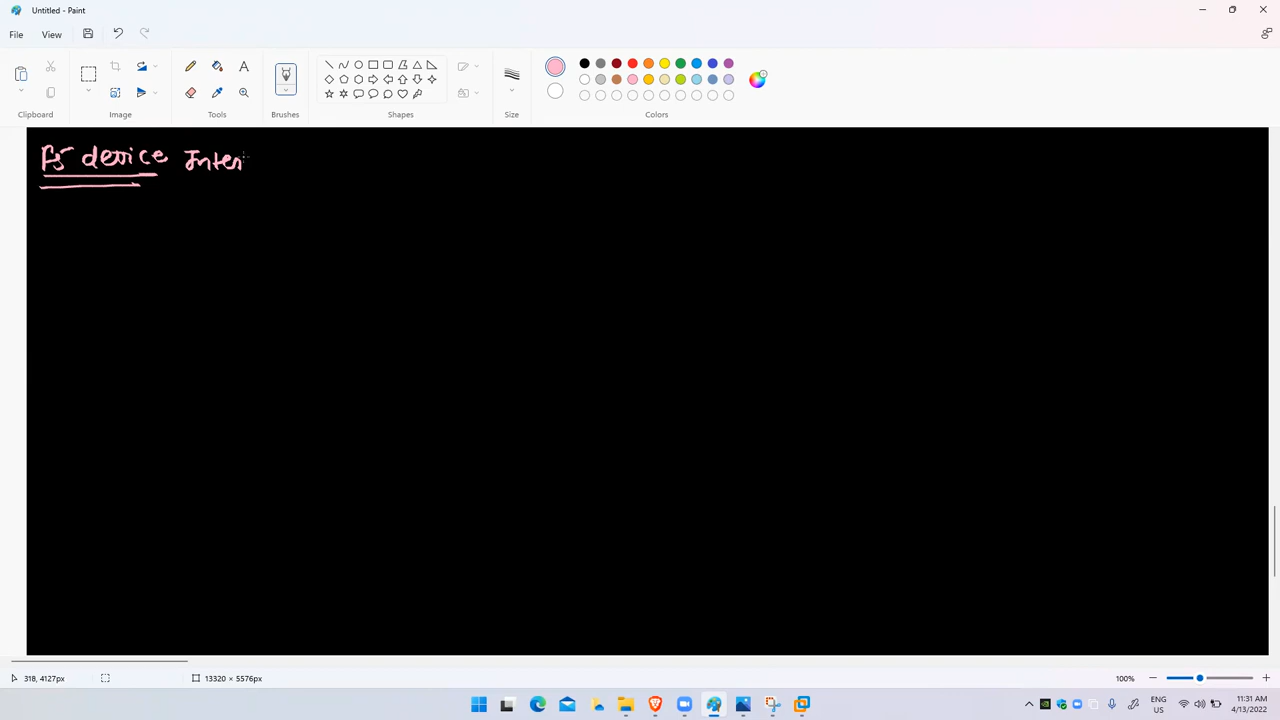 Untitled - Paint
File View
Clipboard Image Tools Brushes Shapes Size Colors
F5 device Inter
318, 4127px 13320 × 5576px 100%
ENG 11:31 AM
US 4/13/2022